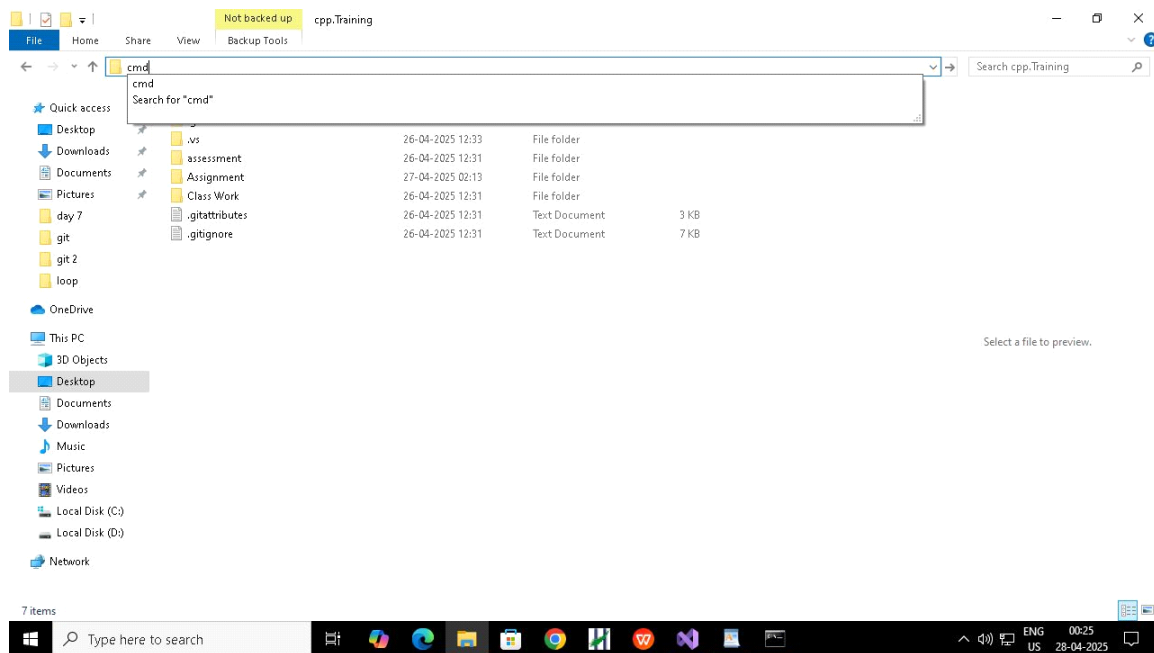 Not backed up
cpp.Training
File
Home
Share
View
Backup Tools
cmd
Search cpp.Training
cmd
Search for "cmd"
Quick access
Desktop
Downloads
Documents
Pictures
day 7
git
git 2
loop
OneDrive
This PC
3D Objects
Desktop
Documents
Downloads
Music
Pictures
Videos
Local Disk (C:)
Local Disk (D:)
Network
.vs 26-04-2025 12:33 File folder
assessment 26-04-2025 12:31 File folder
Assignment 27-04-2025 02:13 File folder
Class Work 26-04-2025 12:31 File folder
.gitattributes 26-04-2025 12:31 Text Document 3 KB
.gitignore 26-04-2025 12:31 Text Document 7 KB
Select a file to preview.
7 items
Type here to search
ENG
US
00:25
28-04-2025